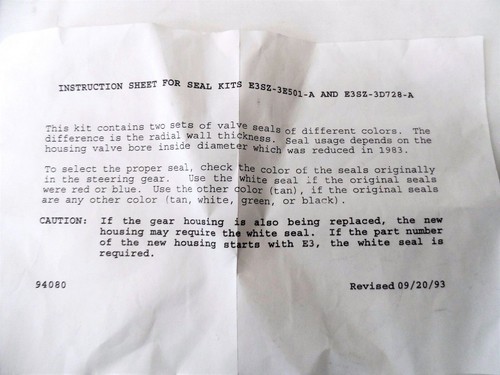 INSTRUCTION SHEET FOR SEAL KITS E3SZ-3E501-A AND E3SZ-3D728-A
This kit contains two sets of valve seals of different colors. The
difference is the radial wall thickness. Seal usage depends on the
housing valve bore inside diameter which was reduced in 1983.
To select the proper seal, check the color of the seals originally
in the steering gear. Use the white seal if the original seals
were red or blue. Use the other color (tan), if the original seals
are any other color (tan, white, green, or black).
CAUTION: If the gear housing is also being replaced, the new
housing may require the white seal. If the part number
of the new housing starts with E3, the white seal is
required.
94080 Revised 09/20/93